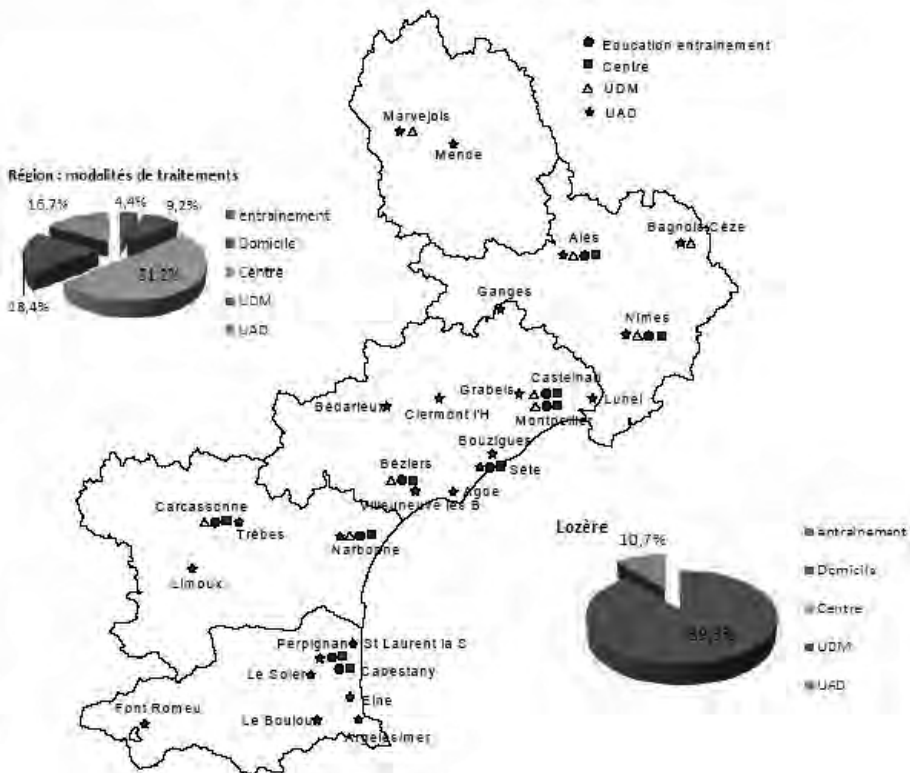 Education entrainement
Centre
UDM
UAD
Marvejols
Mende
Région : modalités de traitements
16,7%
4,4%
9,2%
18,4%
entrainement
Domicile
Centre
UDM
UAD
Alès
Bagnols/Cèze
Ganges
Nîmes
Grabels
Castelnau
Bédarieux
Clermont l'H
Montpellier
Lunel
Bouzigues
Sète
Béziers
Agde
Villeuneuve les B
Carcassonne
Trèbes
Narbonne
Limoux
Lozère
10,7%
entrainement
Domicile
Centre
UDM
UAD
Perpignan
St Laurent la S
Le Soler
Cabestany
Elne
Font Romeu
Le Boulou
Argelès/mer